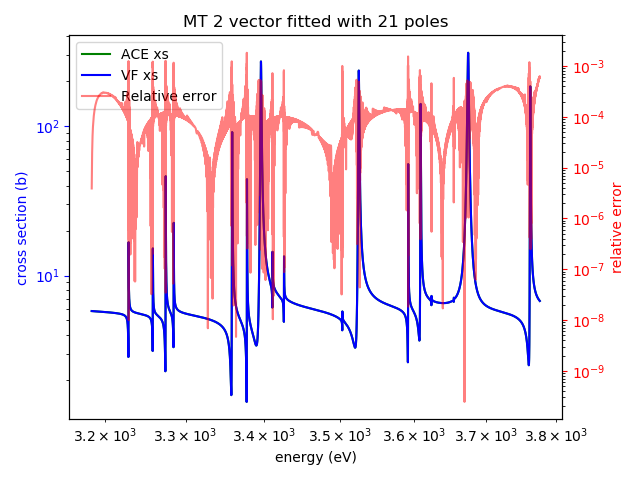 MT 2 vector fitted with 21 poles
ACE xs
VF xs
Relative error
cross section (b)
10²
10¹
relative error
10⁻³
10⁻⁴
10⁻⁵
10⁻⁶
10⁻⁷
10⁻⁸
10⁻⁹
3.2 × 10³ 3.3 × 10³ 3.4 × 10³ 3.5 × 10³ 3.6 × 10³ 3.7 × 10³ 3.8 × 10³
energy (eV)